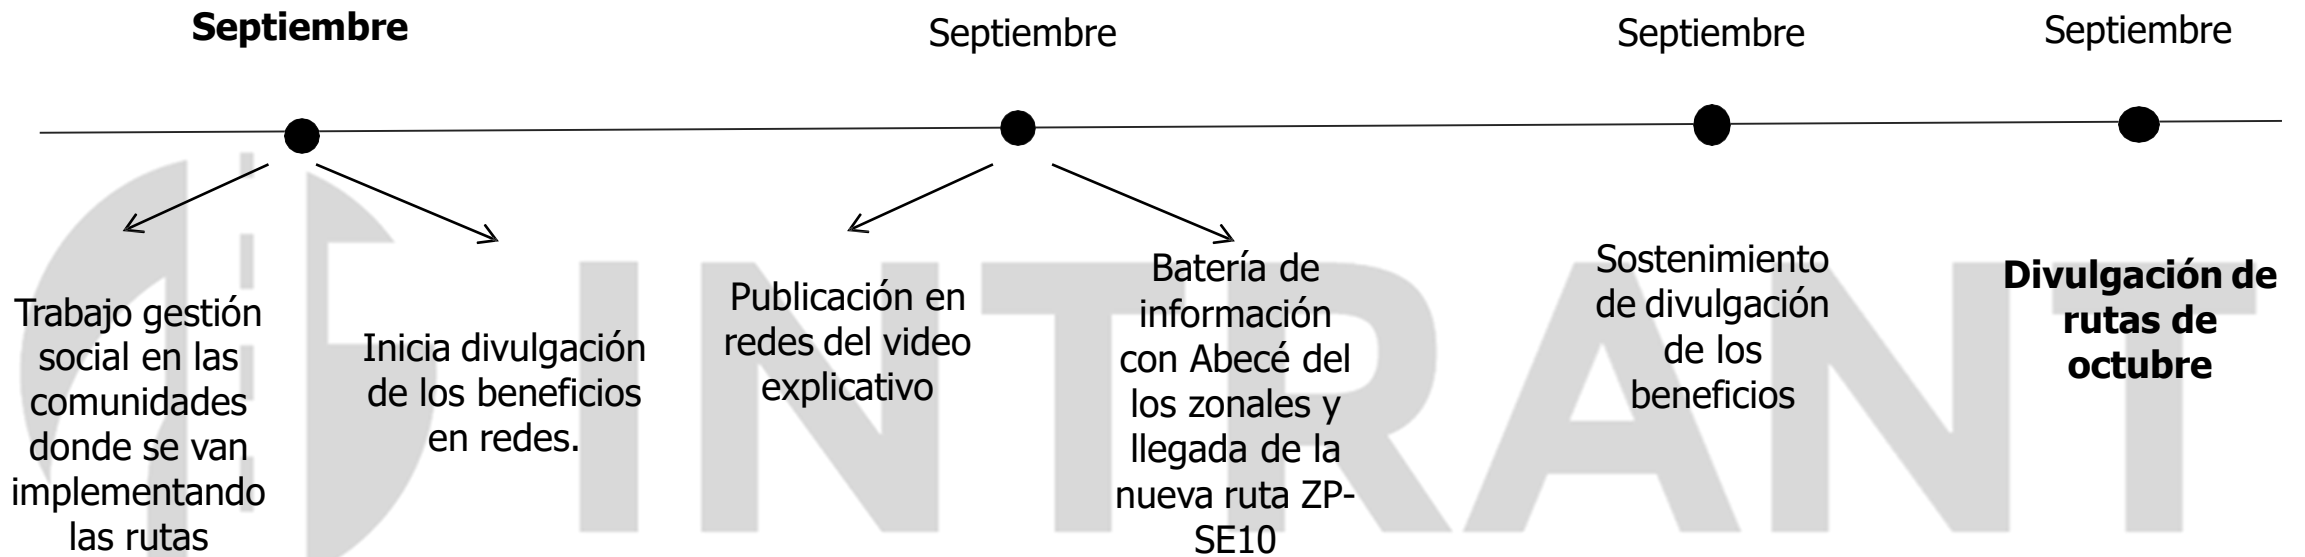 Septiembre
Septiembre
Septiembre
Septiembre
Trabajo gestión
social en las
comunidades
donde se van
implementando
las rutas
Inicia divulgación
de los beneficios
en redes.
Publicación en
redes del video
explicativo
Batería de
información
con Abecé del
los zonales y
llegada de la
nueva ruta ZP-
SE10
Sostenimiento
de divulgación
de los
beneficios
Divulgación de
rutas de
octubre
INTRANT